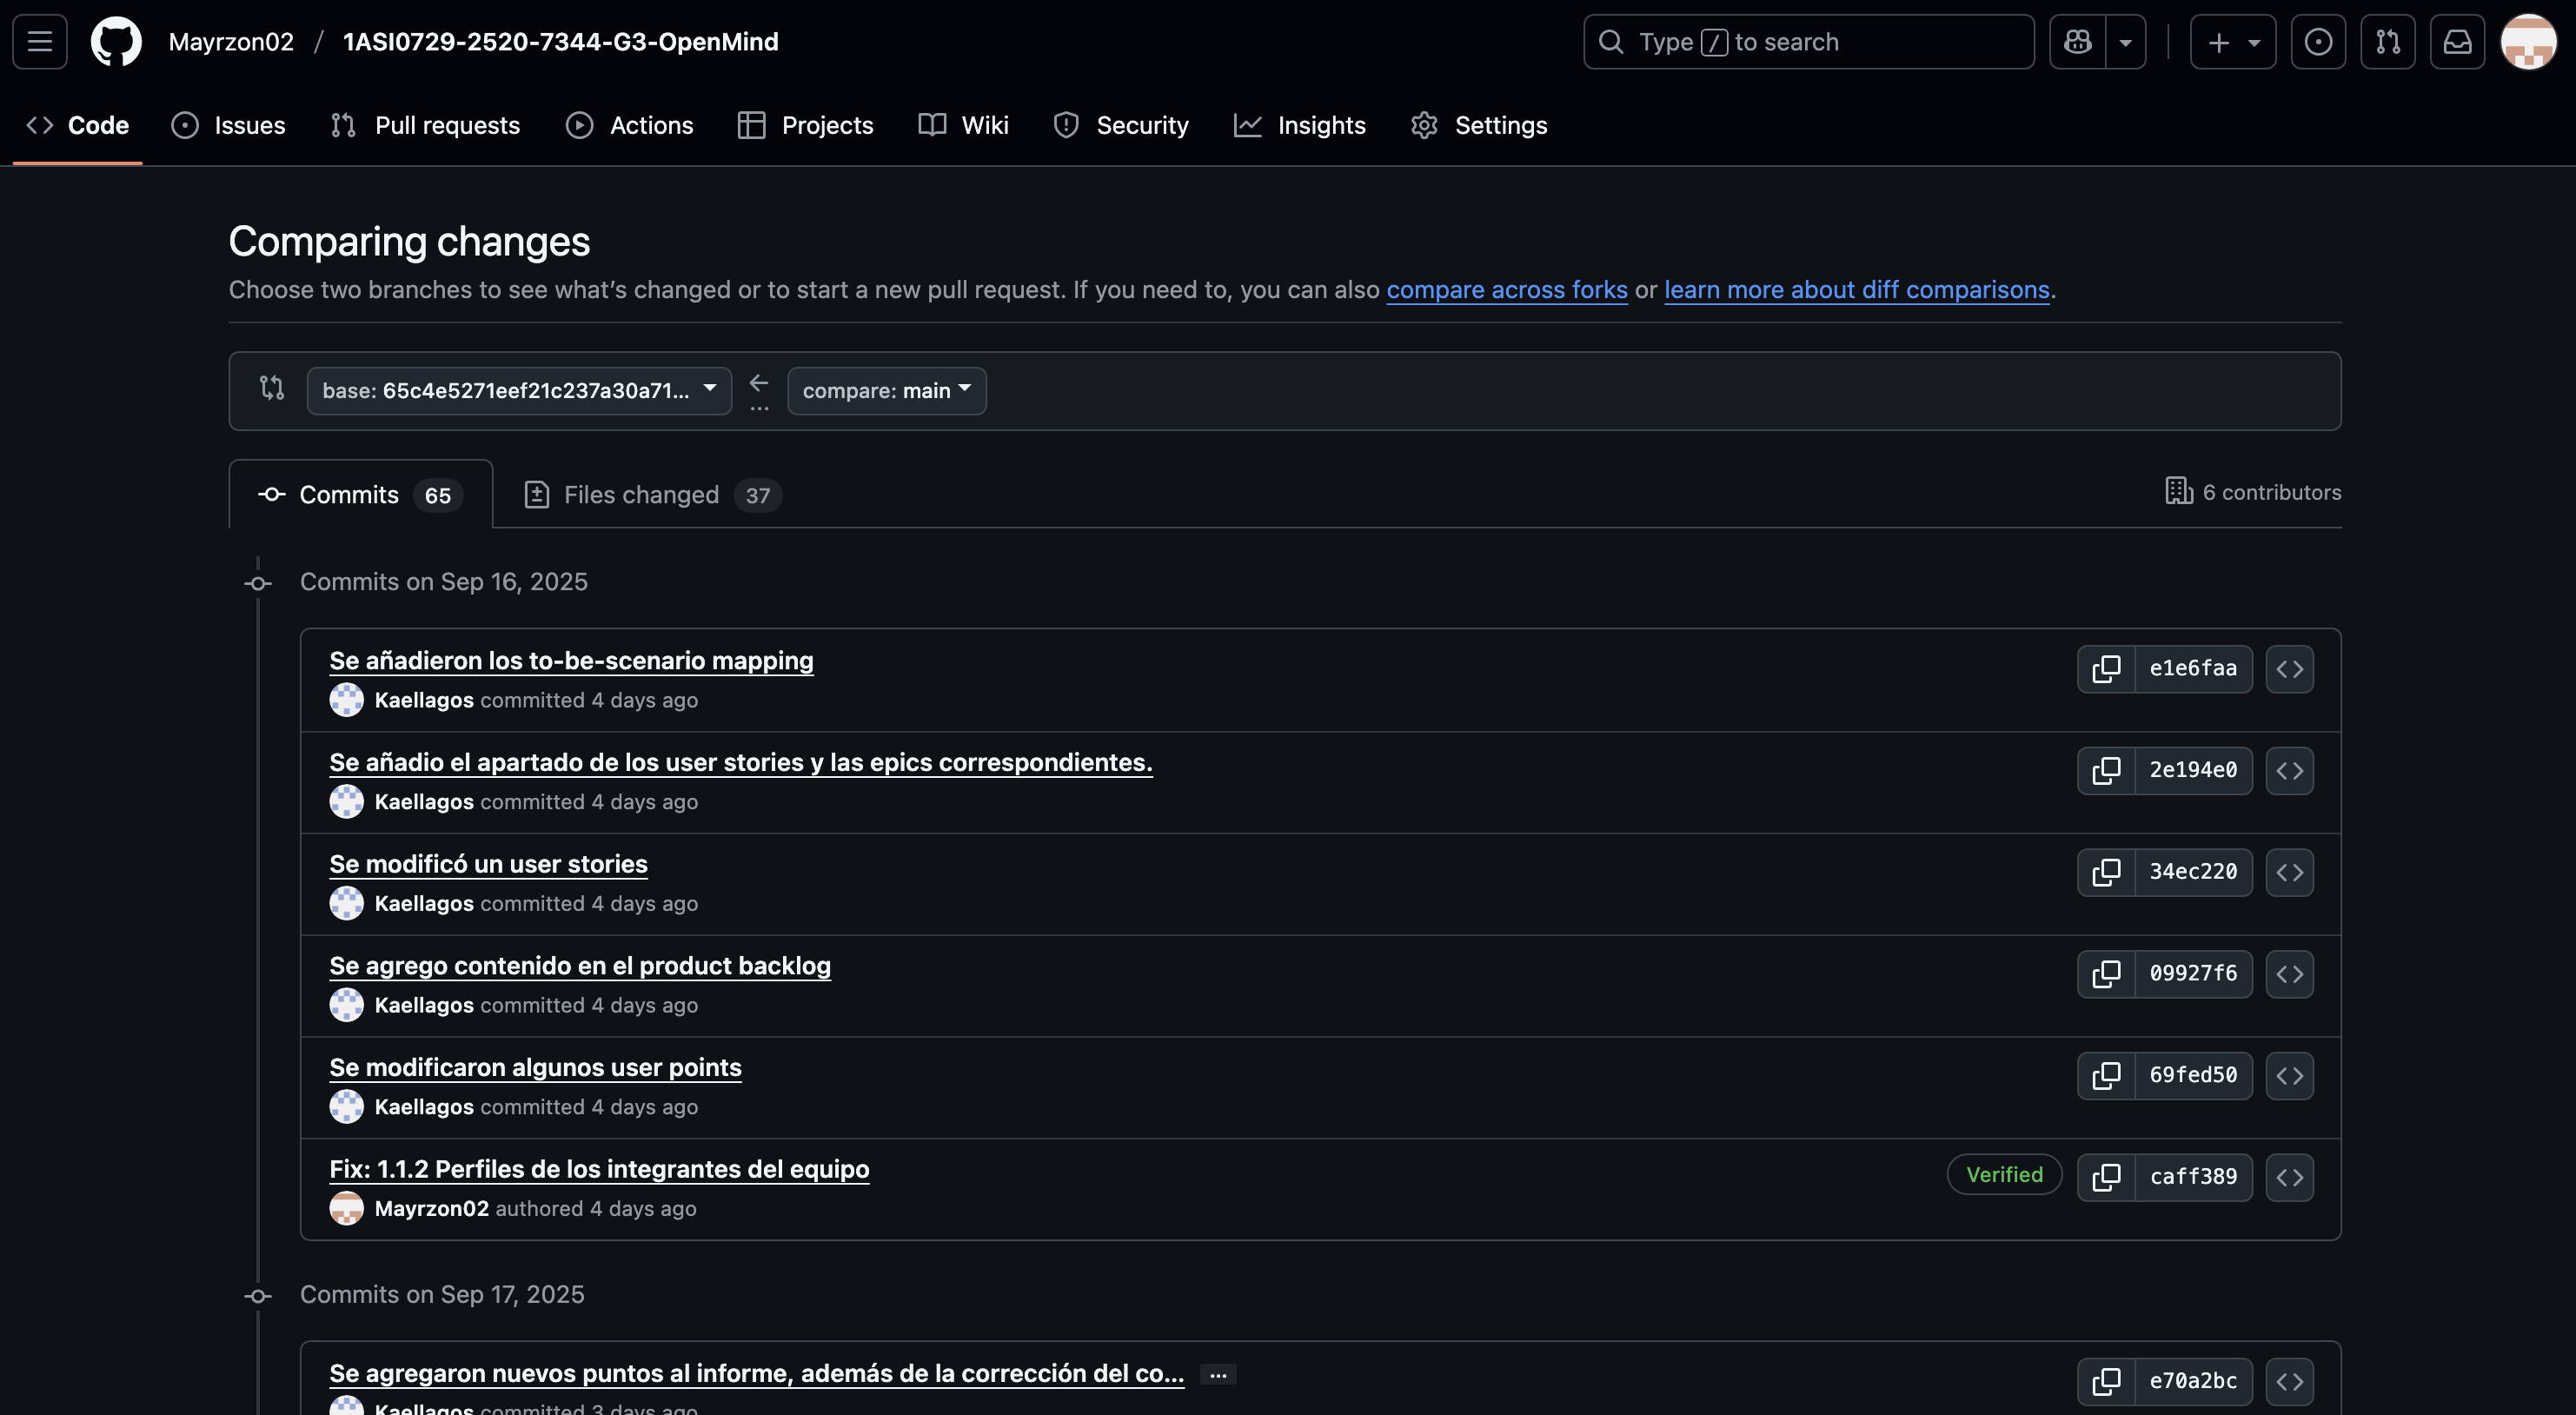 Mayrzon02 / 1ASI0729-2520-7344-G3-OpenMind
Type / to search
Code Issues Pull requests Actions Projects Wiki Security Insights Settings
Comparing changes
Choose two branches to see what's changed or to start a new pull request. If you need to, you can also compare across forks or learn more about diff comparisons.
base: 65c4e5271eef21c237a30a71... ... compare: main
Commits 65 Files changed 37 6 contributors
Commits on Sep 16, 2025
Se añadieron los to-be-scenario mapping e1e6faa
Kaellagos committed 4 days ago
Se añadio el apartado de los user stories y las epics correspondientes. 2e194e0
Kaellagos committed 4 days ago
Se modificó un user stories 34ec220
Kaellagos committed 4 days ago
Se agrego contenido en el product backlog 09927f6
Kaellagos committed 4 days ago
Se modificaron algunos user points 69fed50
Kaellagos committed 4 days ago
Fix: 1.1.2 Perfiles de los integrantes del equipo Verified caff389
Mayrzon02 authored 4 days ago
Commits on Sep 17, 2025
Se agregaron nuevos puntos al informe, además de la corrección del co... ... e70a2bc
Kaellagos committed 3 days ago